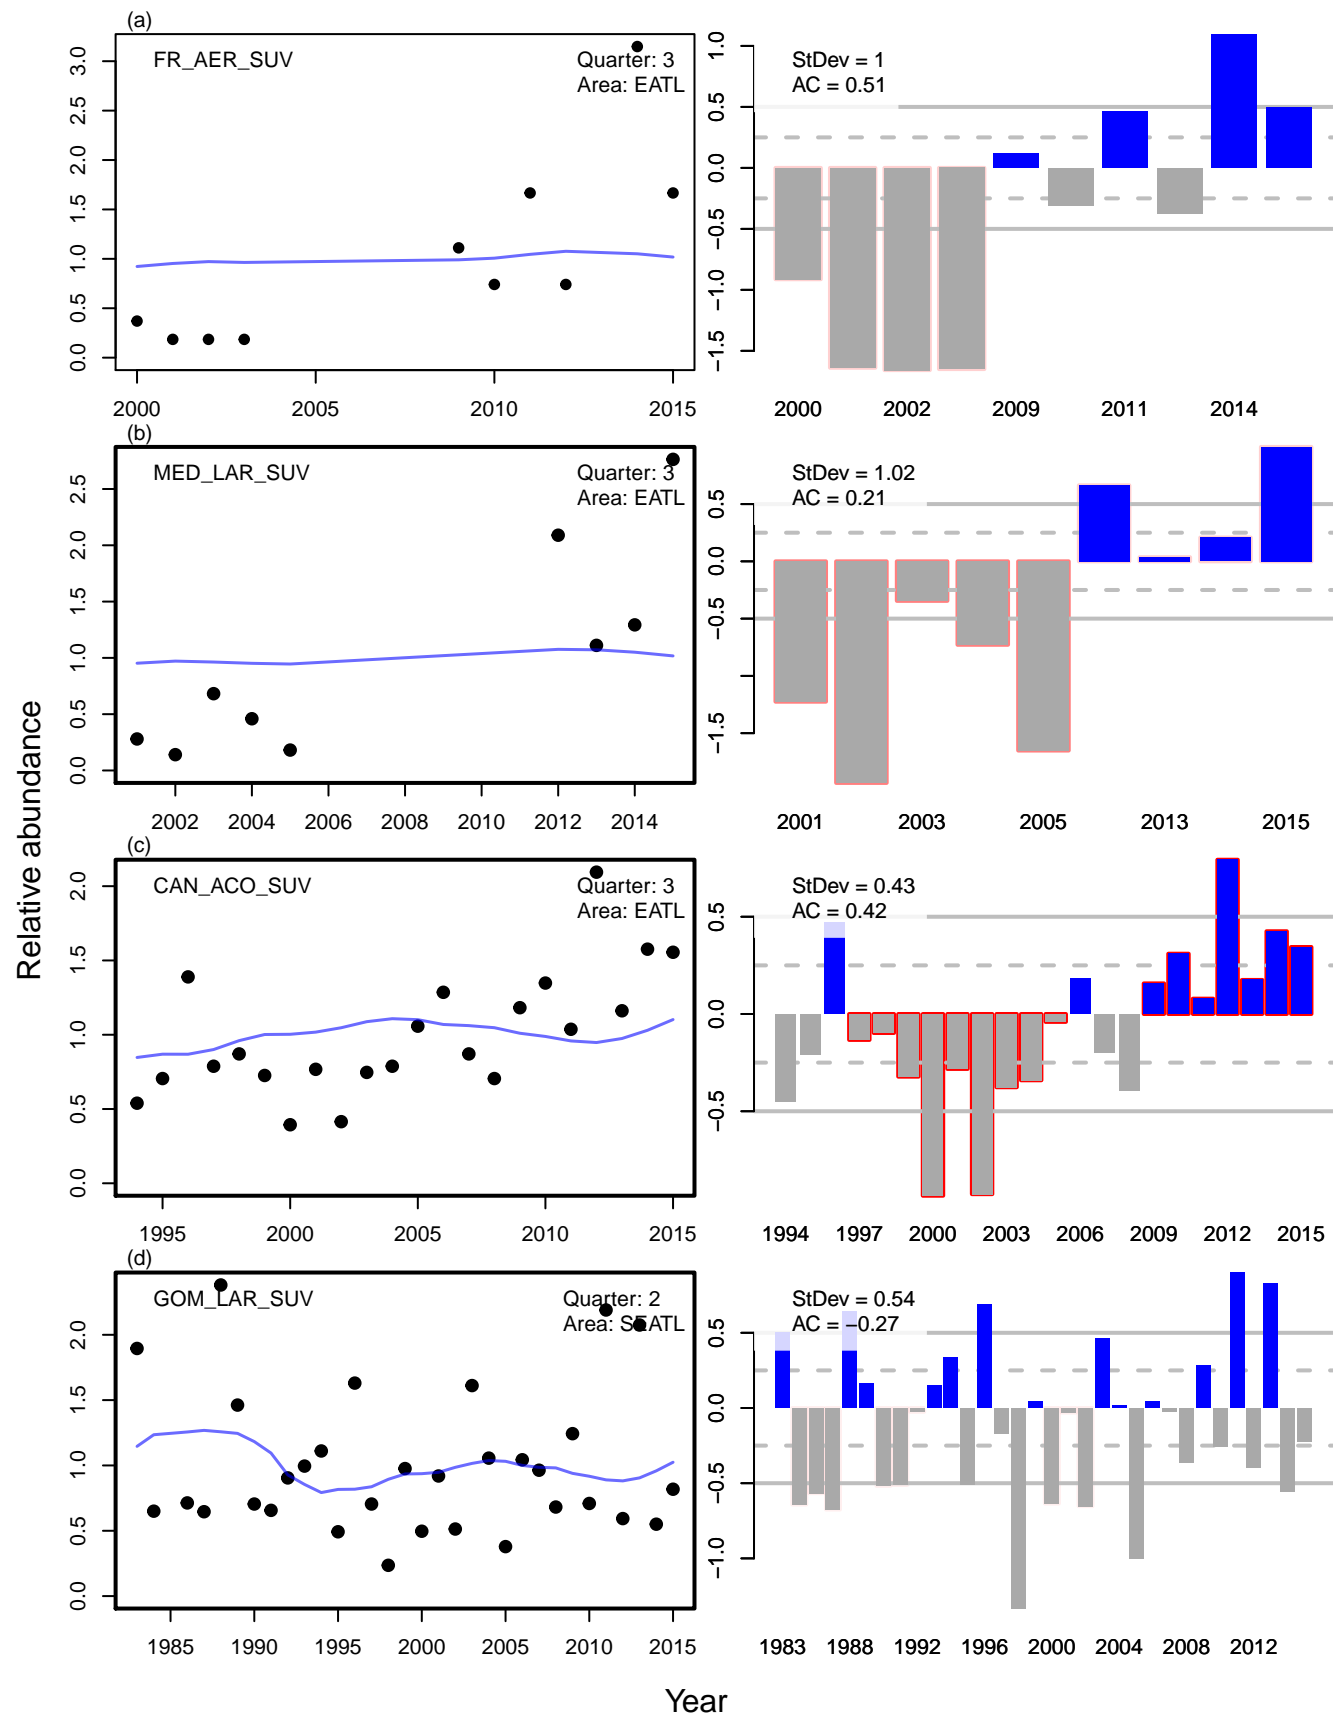 (a)
FR_AER_SUV
Quarter: 3
Area: EATL
0.0 0.5 1.0 1.5 2.0 2.5 3.0
2000 2005 2010 2015
StDev = 1
AC = 0.51
−1.5 −1.0 −0.5 0.0 0.5 1.0
2000 2002 2009 2011 2014
(b)
MED_LAR_SUV
Quarter: 3
Area: EATL
0.0 0.5 1.0 1.5 2.0 2.5
2002 2004 2006 2008 2010 2012 2014
StDev = 1.02
AC = 0.21
−1.5 −0.5 0.0 0.5
2001 2003 2005 2013 2015
(c)
CAN_ACO_SUV
Quarter: 3
Area: EATL
0.0 0.5 1.0 1.5 2.0
1995 2000 2005 2010 2015
StDev = 0.43
AC = 0.42
−0.5 0.0 0.5
1994 1997 2000 2003 2006 2009 2012 2015
(d)
GOM_LAR_SUV
Quarter: 2
Area: SEATL
0.0 0.5 1.0 1.5 2.0
1985 1990 1995 2000 2005 2010 2015
StDev = 0.54
AC = −0.27
−1.0 −0.5 0.0 0.5
1983 1988 1992 1996 2000 2004 2008 2012
Relative abundance
Year